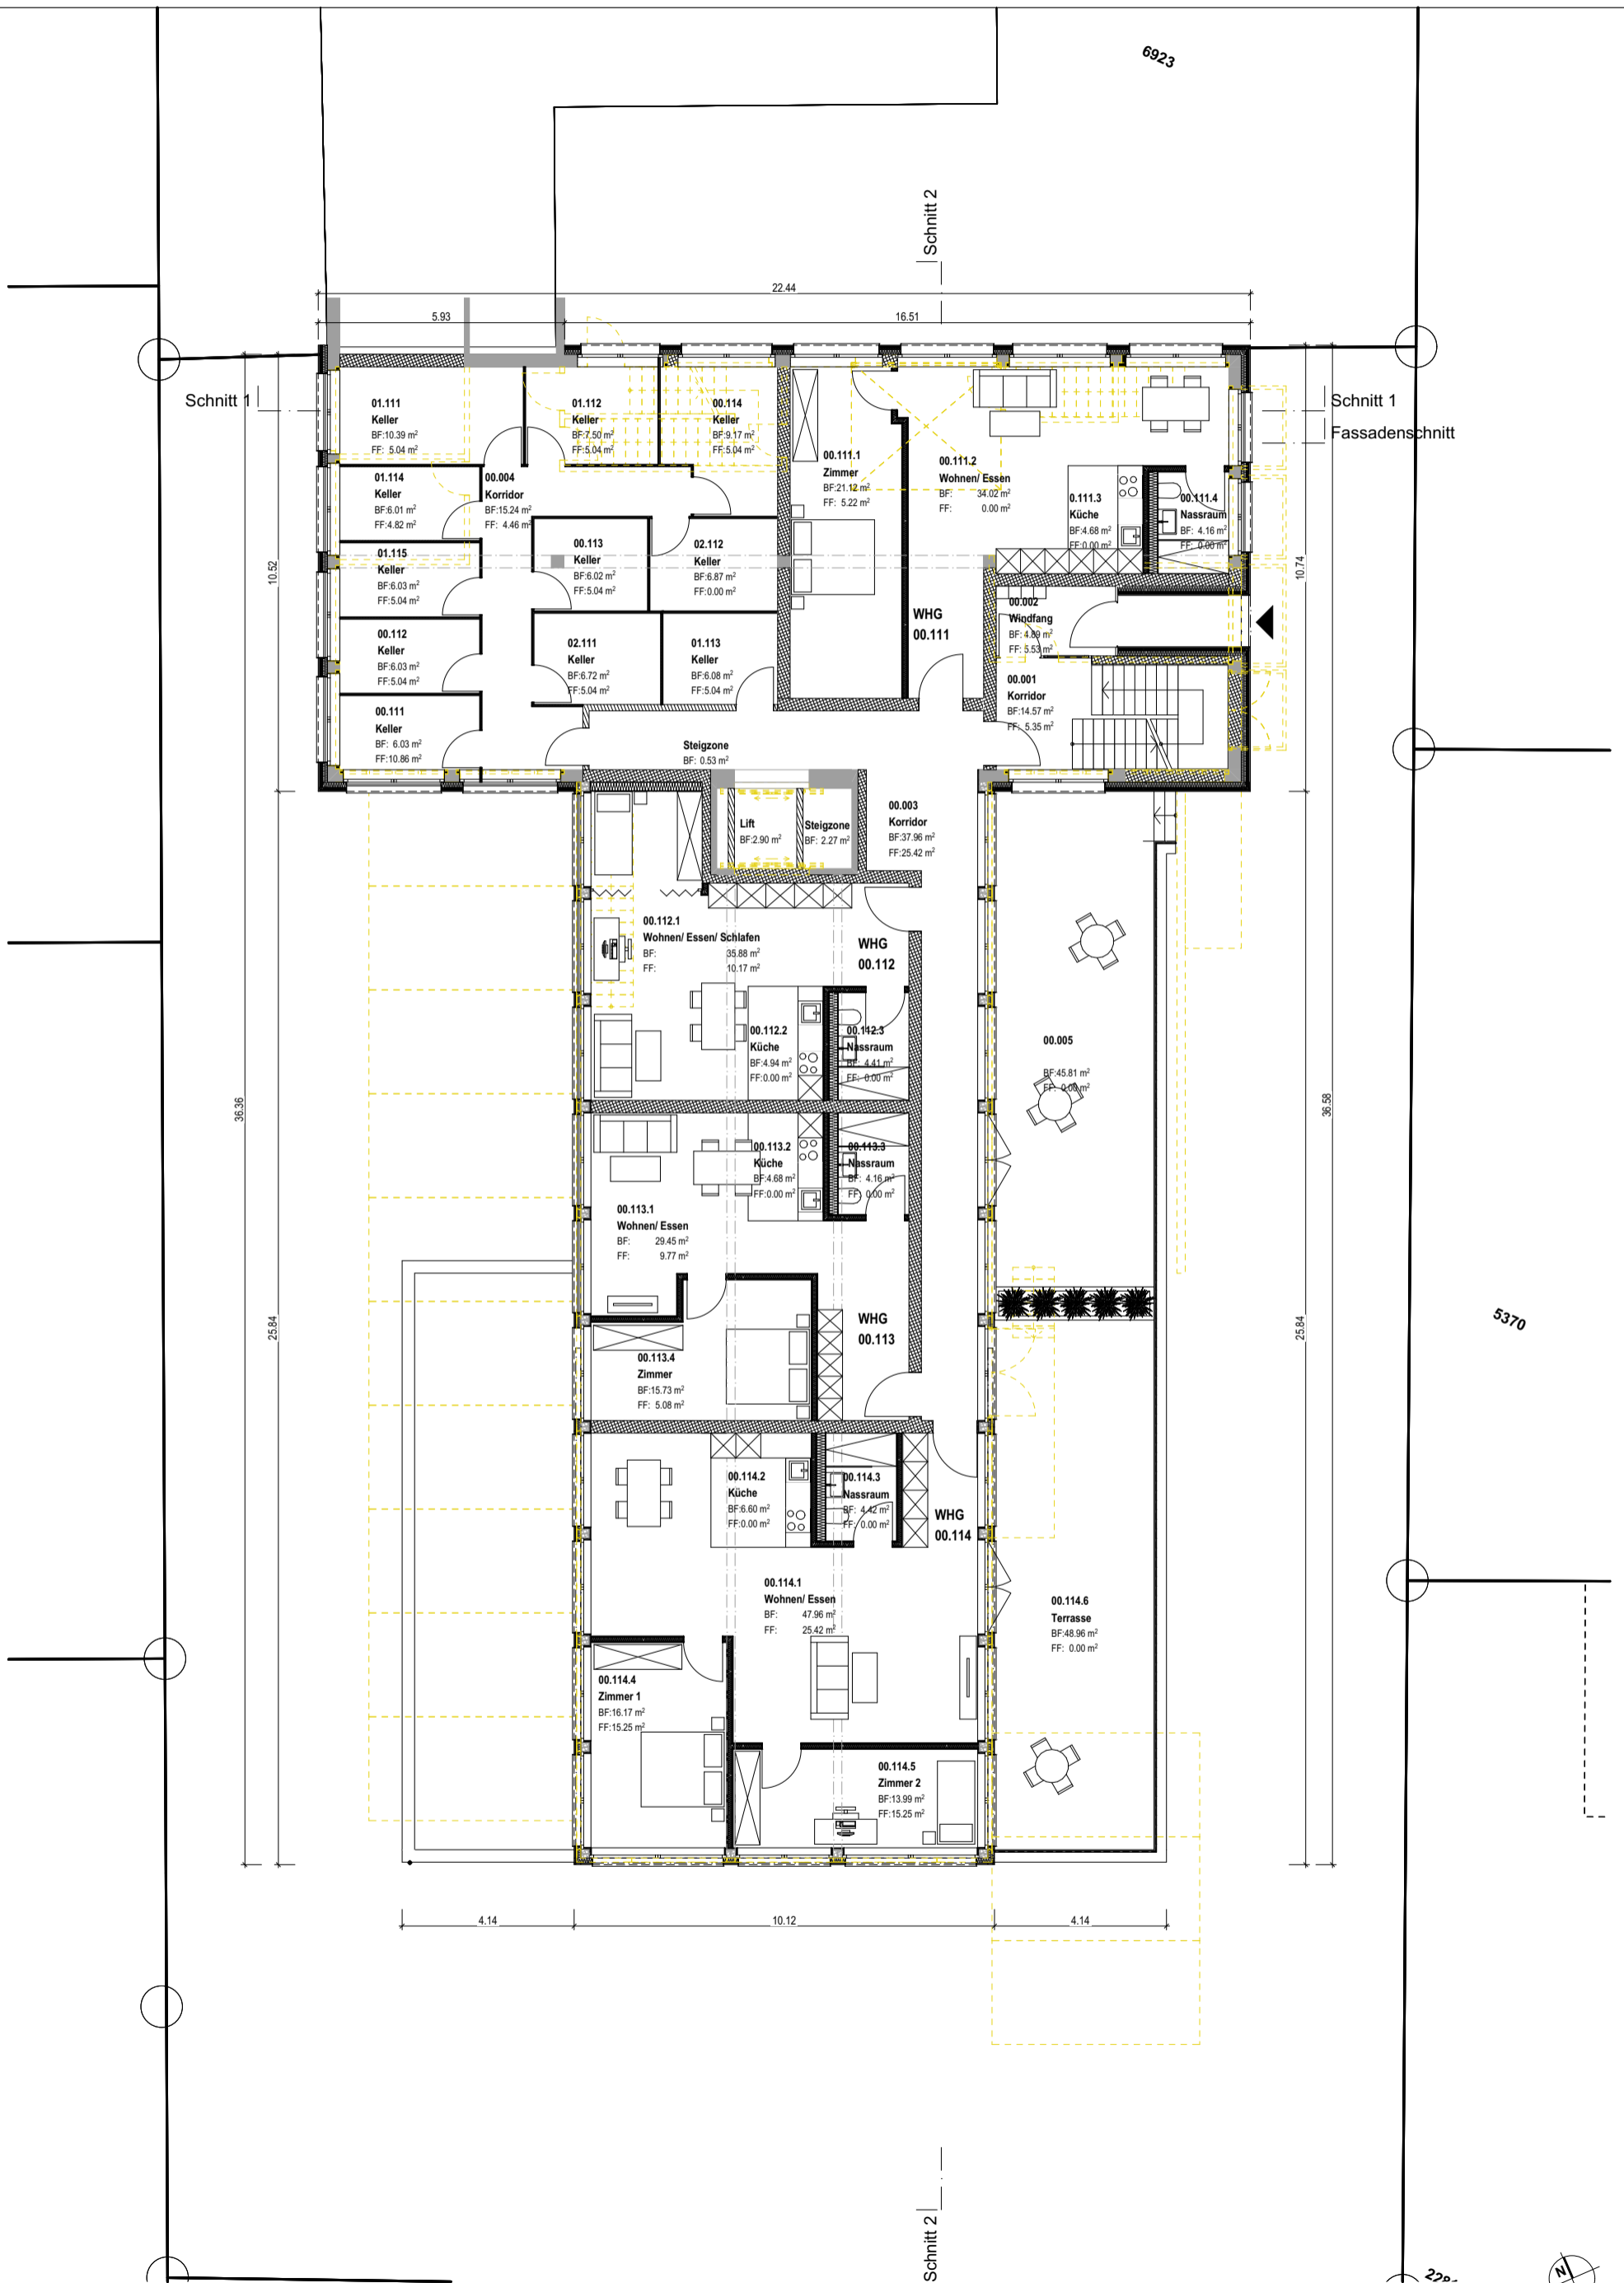 6923
Schnitt 2
22.44
5.93
16.51
Schnitt 1
Schnitt 1
Fassadenschnitt
01.111
Keller
BF:10.39 m²
FF: 5.04 m²
01.112
Keller
BF:7.50 m²
FF:5.04 m²
00.114
Keller
BF:9.17 m²
FF:5.04 m²
00.111.1
Zimmer
BF:21.12 m²
FF: 5.22 m²
00.111.2
Wohnen/ Essen
BF: 34.02 m²
FF: 0.00 m²
0.111.3
Küche
BF:4.68 m²
FF:0.00 m²
00.111.4
Nassraum
BF: 4.16 m²
FF: 0.00 m²
01.114
Keller
BF:6.01 m²
FF:4.82 m²
00.004
Korridor
BF:15.24 m²
FF: 4.46 m²
01.115
Keller
BF:6.03 m²
FF:5.04 m²
00.113
Keller
BF:6.02 m²
FF:5.04 m²
02.112
Keller
BF:6.87 m²
FF:0.00 m²
10.52
10.74
00.112
Keller
BF:6.03 m²
FF:5.04 m²
02.111
Keller
BF:6.72 m²
FF:5.04 m²
01.113
Keller
BF:6.08 m²
FF:5.04 m²
WHG
00.111
00.002
Windfang
BF: 4.89 m²
FF: 5.53 m²
00.001
Korridor
BF:14.57 m²
FF: 5.35 m²
00.111
Keller
BF: 6.03 m²
FF:10.86 m²
Steigzone
BF: 0.53 m²
Lift
BF:2.90 m²
Steigzone
BF: 2.27 m²
00.003
Korridor
BF:37.96 m²
FF:25.42 m²
00.112.1
Wohnen/ Essen/ Schlafen
BF: 35.88 m²
FF: 10.17 m²
WHG
00.112
00.112.2
Küche
BF:4.94 m²
FF:0.00 m²
00.112.3
Nassraum
BF: 4.41 m²
FF: 0.00 m²
00.005
BF:45.81 m²
FF: 0.00 m²
36.36
36.58
00.113.2
Küche
BF:4.68 m²
FF:0.00 m²
00.113.3
Nassraum
BF: 4.16 m²
FF: 0.00 m²
00.113.1
Wohnen/ Essen
BF: 29.45 m²
FF: 9.77 m²
25.84
25.84
5370
WHG
00.113
00.113.4
Zimmer
BF:15.73 m²
FF: 5.08 m²
00.114.2
Küche
BF:6.60 m²
FF:0.00 m²
00.114.3
Nassraum
BF: 4.42 m²
FF: 0.00 m²
WHG
00.114
00.114.1
Wohnen/ Essen
BF: 47.96 m²
FF: 25.42 m²
00.114.6
Terrasse
BF:48.96 m²
FF: 0.00 m²
00.114.4
Zimmer 1
BF:16.17 m²
FF:15.25 m²
00.114.5
Zimmer 2
BF:13.99 m²
FF:15.25 m²
4.14
10.12
4.14
Schnitt 2
N